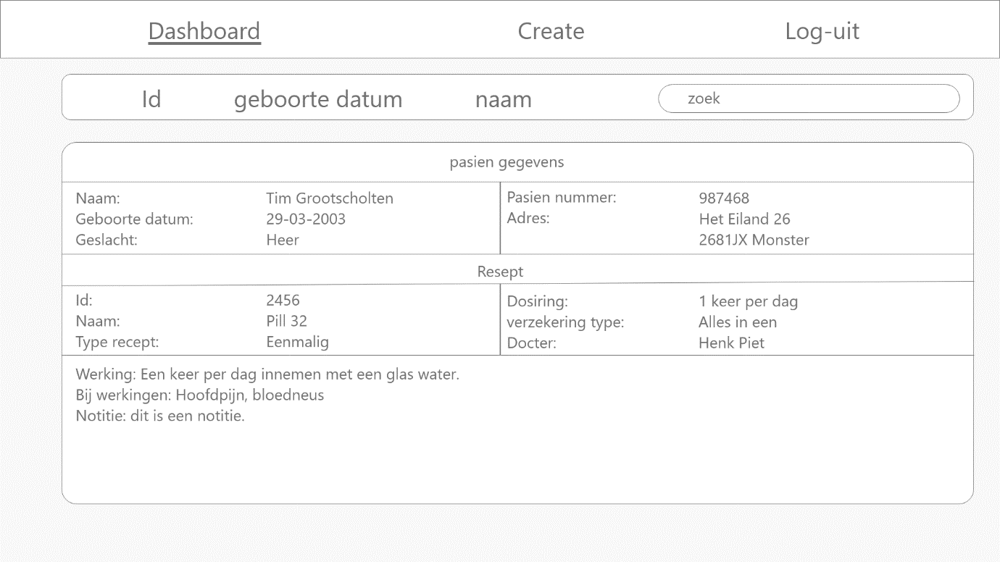 Dashboard Create Log-uit
Id geboorte datum naam zoek
pasien gegevens
Naam: Tim Grootscholten Pasien nummer: 987468
Geboorte datum: 29-03-2003 Adres: Het Eiland 26
Geslacht: Heer 2681JX Monster
Resept
Id: 2456 Dosiring: 1 keer per dag
Naam: Pill 32 verzekering type: Alles in een
Type recept: Eenmalig Docter: Henk Piet
Werking: Een keer per dag innemen met een glas water.
Bij werkingen: Hoofdpijn, bloedneus
Notitie: dit is een notitie.